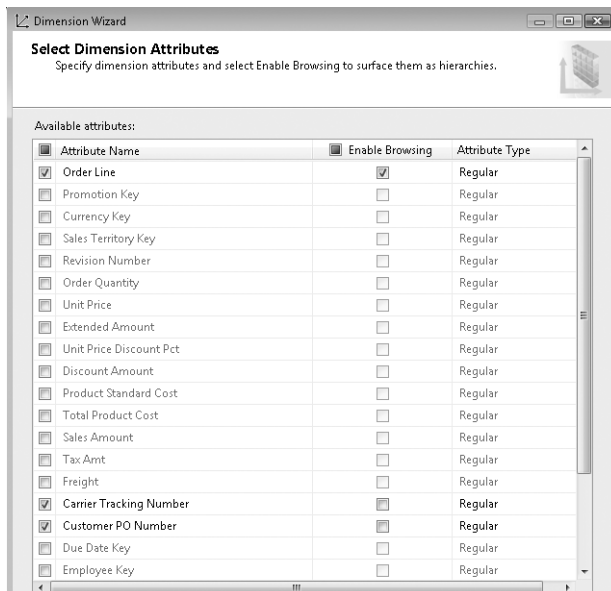 Dimension Wizard
Select Dimension Attributes
Specify dimension attributes and select Enable Browsing to surface them as hierarchies.
Available attributes:
Attribute Name Enable Browsing Attribute Type
Order Line Regular
Promotion Key Regular
Currency Key Regular
Sales Territory Key Regular
Revision Number Regular
Order Quantity Regular
Unit Price Regular
Extended Amount Regular
Unit Price Discount Pct Regular
Discount Amount Regular
Product Standard Cost Regular
Total Product Cost Regular
Sales Amount Regular
Tax Amt Regular
Freight Regular
Carrier Tracking Number Regular
Customer PO Number Regular
Due Date Key Regular
Employee Key Regular